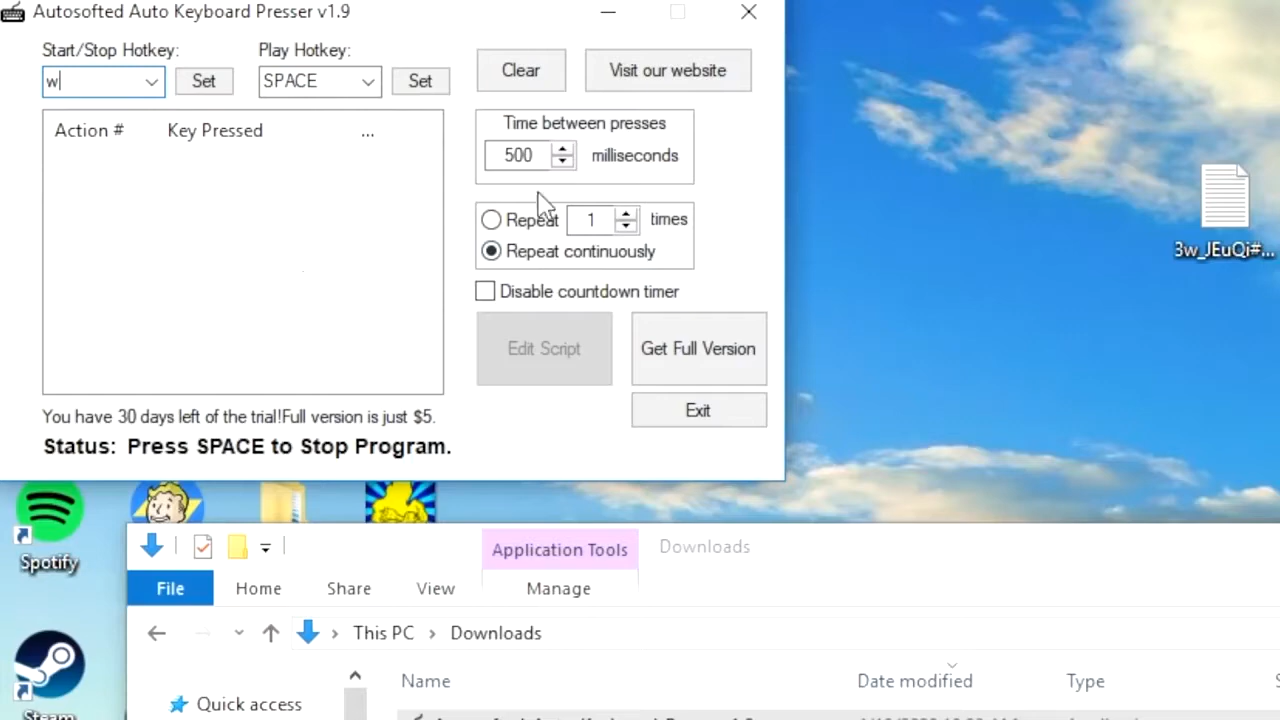 Autosofted Auto Keyboard Presser v1.9
Start/Stop Hotkey:
Play Hotkey:
w
Set
SPACE
Set
Clear
Visit our website
Action #
Key Pressed
...
Time between presses
500
milliseconds
Repeat
1
times
Repeat continuously
Disable countdown timer
Edit Script
Get Full Version
Exit
You have 30 days left of the trial!Full version is just $5.
Status: Press SPACE to Stop Program.
3w_JEuQi#...
Spotify
Steam
Application Tools
Downloads
File
Home
Share
View
Manage
This PC
Downloads
Name
Date modified
Type
Quick access